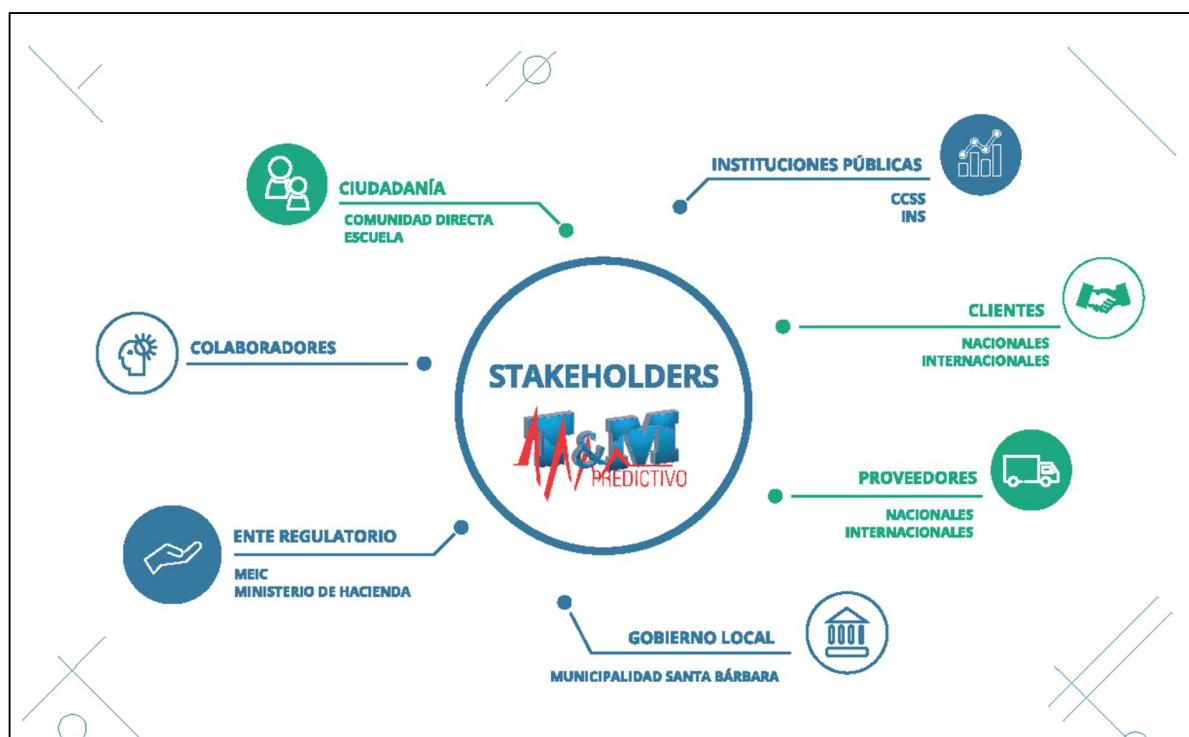 INSTITUCIONES PÚBLICAS
CCSS
INS
CIUDADANÍA
COMUNIDAD DIRECTA
ESCUELA
CLIENTES
NACIONALES
INTERNACIONALES
COLABORADORES
STAKEHOLDERS
T&M
PREDICTIVO
PROVEEDORES
NACIONALES
INTERNACIONALES
ENTE REGULATORIO
MEIC
MINISTERIO DE HACIENDA
GOBIERNO LOCAL
MUNICIPALIDAD SANTA BÁRBARA